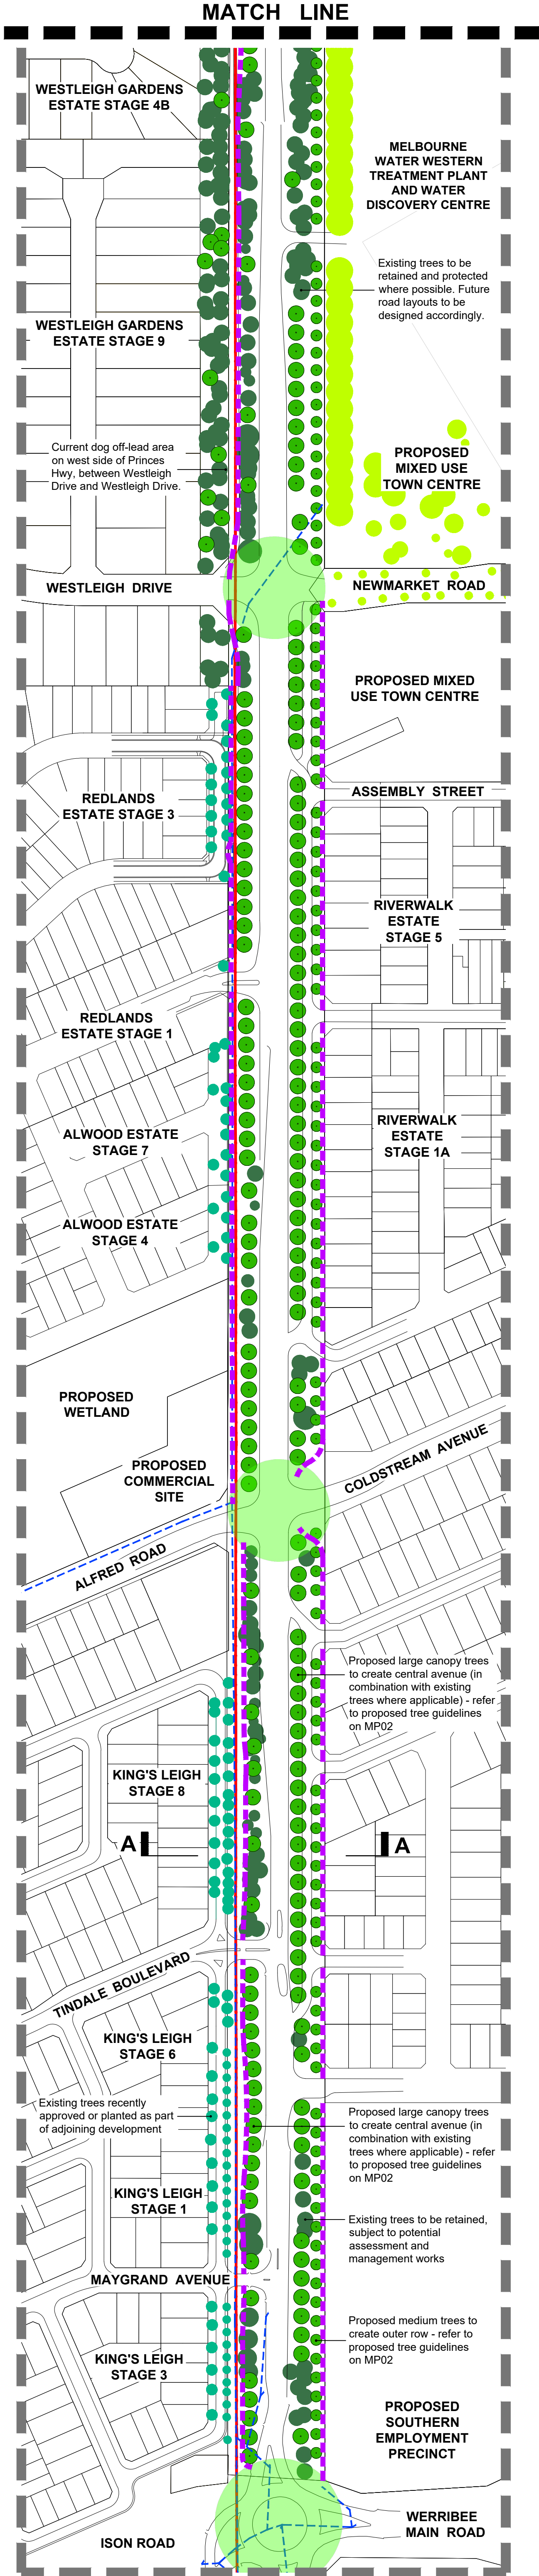 MATCH LINE
WESTLEIGH GARDENS
ESTATE STAGE 4B
MELBOURNE
WATER WESTERN
TREATMENT PLANT
AND WATER
DISCOVERY CENTRE
Existing trees to be
retained and protected
where possible. Future
road layouts to be
designed accordingly.
WESTLEIGH GARDENS
ESTATE STAGE 9
Current dog off-lead area
on west side of Princes
Hwy, between Westleigh
Drive and Westleigh Drive.
PROPOSED
MIXED USE
TOWN CENTRE
WESTLEIGH DRIVE
NEWMARKET ROAD
PROPOSED MIXED
USE TOWN CENTRE
ASSEMBLY STREET
REDLANDS
ESTATE STAGE 3
RIVERWALK
ESTATE
STAGE 5
REDLANDS
ESTATE STAGE 1
ALWOOD ESTATE
STAGE 7
RIVERWALK
ESTATE
STAGE 1A
ALWOOD ESTATE
STAGE 4
PROPOSED
WETLAND
PROPOSED
COMMERCIAL
SITE
COLDSTREAM AVENUE
ALFRED ROAD
Proposed large canopy trees
to create central avenue (in
combination with existing
trees where applicable) - refer
to proposed tree guidelines
on MP02
KING'S LEIGH
STAGE 8
A
A
TINDALE BOULEVARD
KING'S LEIGH
STAGE 6
Existing trees recently
approved or planted as part
of adjoining development
Proposed large canopy trees
to create central avenue (in
combination with existing
trees where applicable) - refer
to proposed tree guidelines
on MP02
KING'S LEIGH
STAGE 1
Existing trees to be retained,
subject to potential
assessment and
management works
MAYGRAND AVENUE
Proposed medium trees to
create outer row - refer to
proposed tree guidelines
on MP02
KING'S LEIGH
STAGE 3
PROPOSED
SOUTHERN
EMPLOYMENT
PRECINCT
WERRIBEE
MAIN ROAD
ISON ROAD